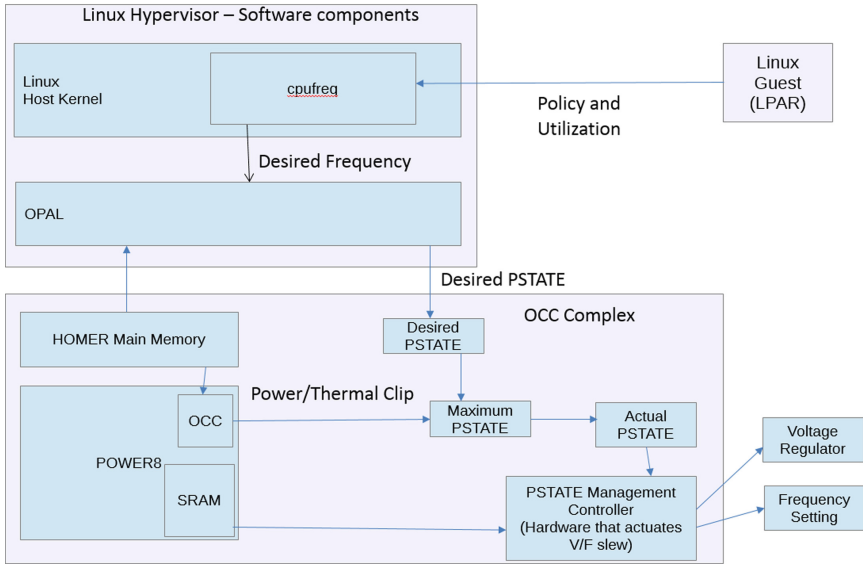 Linux Hypervisor – Software components
Linux
Host Kernel
cpufreq
Linux
Guest
(LPAR)
Policy and
Utilization
Desired Frequency
OPAL
Desired PSTATE
OCC Complex
HOMER Main Memory
Desired
PSTATE
Power/Thermal Clip
OCC
Maximum
PSTATE
Actual
PSTATE
POWER8
SRAM
PSTATE Management
Controller
(Hardware that actuates
V/F slew)
Voltage
Regulator
Frequency
Setting